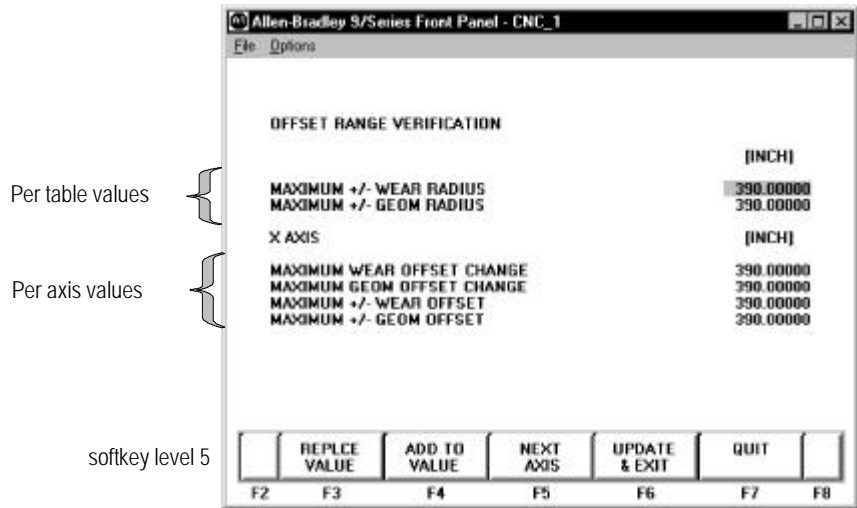 Allen-Bradley 9/Series Front Panel - CNC_1
File Options
OFFSET RANGE VERIFICATION
[INCH]
Per table values
MAXIMUM +/- WEAR RADIUS 390.00000
MAXIMUM +/- GEOM RADIUS 390.00000
X AXIS [INCH]
Per axis values
MAXIMUM WEAR OFFSET CHANGE 390.00000
MAXIMUM GEOM OFFSET CHANGE 390.00000
MAXIMUM +/- WEAR OFFSET 390.00000
MAXIMUM +/- GEOM OFFSET 390.00000
softkey level 5
REPLCE VALUE
ADD TO VALUE
NEXT AXIS
UPDATE & EXIT
QUIT
F2 F3 F4 F5 F6 F7 F8